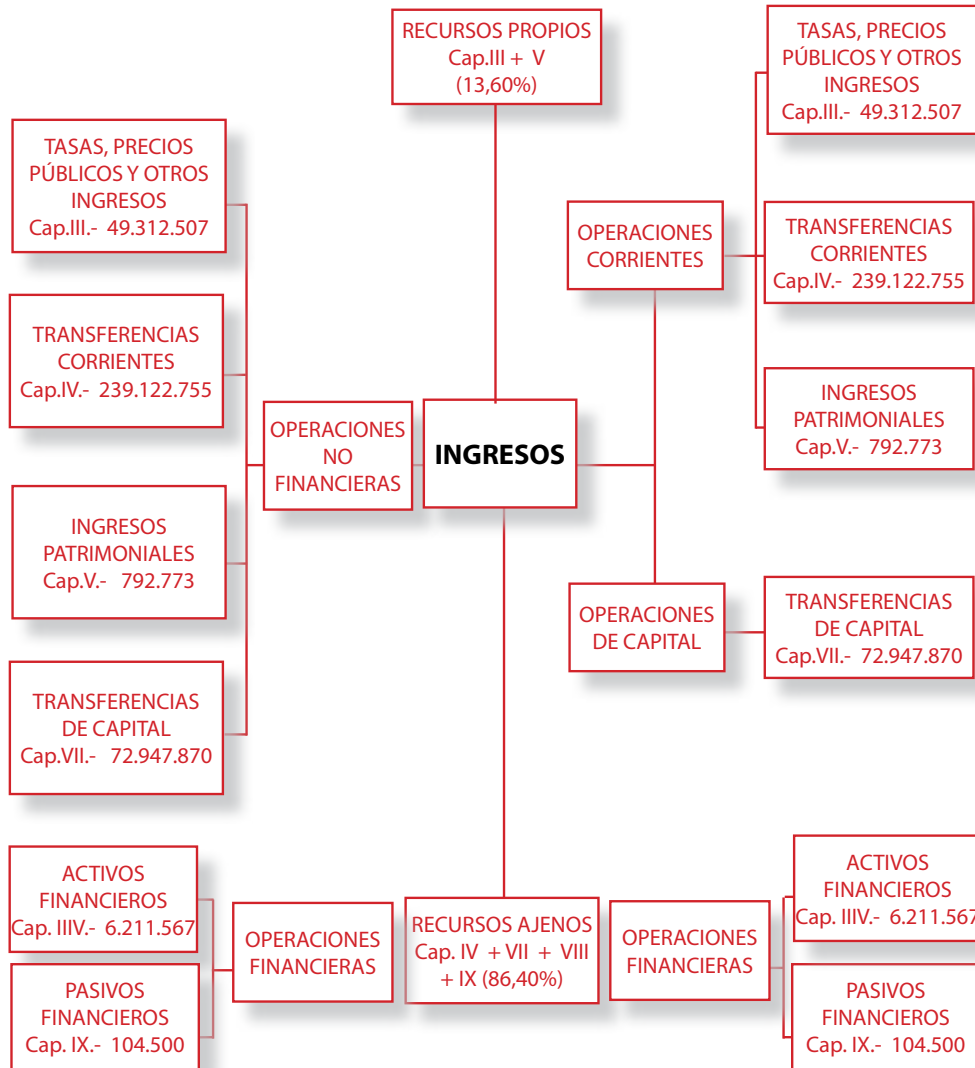 RECURSOS PROPIOS
Cap.III + V
(13,60%)
TASAS, PRECIOS
PÚBLICOS Y OTROS
INGRESOS
Cap.III.- 49.312.507
TASAS, PRECIOS
PÚBLICOS Y OTROS
INGRESOS
Cap.III.- 49.312.507
TRANSFERENCIAS
CORRIENTES
Cap.IV.- 239.122.755
INGRESOS
PATRIMONIALES
Cap.V.- 792.773
TRANSFERENCIAS
DE CAPITAL
Cap.VII.- 72.947.870
OPERACIONES
NO
FINANCIERAS
INGRESOS
OPERACIONES
CORRIENTES
TRANSFERENCIAS
CORRIENTES
Cap.IV.- 239.122.755
INGRESOS
PATRIMONIALES
Cap.V.- 792.773
OPERACIONES
DE CAPITAL
TRANSFERENCIAS
DE CAPITAL
Cap.VII.- 72.947.870
ACTIVOS
FINANCIEROS
Cap. IIIV.- 6.211.567
PASIVOS
FINANCIEROS
Cap. IX.- 104.500
OPERACIONES
FINANCIERAS
RECURSOS AJENOS
Cap. IV + VII + VIII
+ IX (86,40%)
OPERACIONES
FINANCIERAS
ACTIVOS
FINANCIEROS
Cap. IIIV.- 6.211.567
PASIVOS
FINANCIEROS
Cap. IX.- 104.500